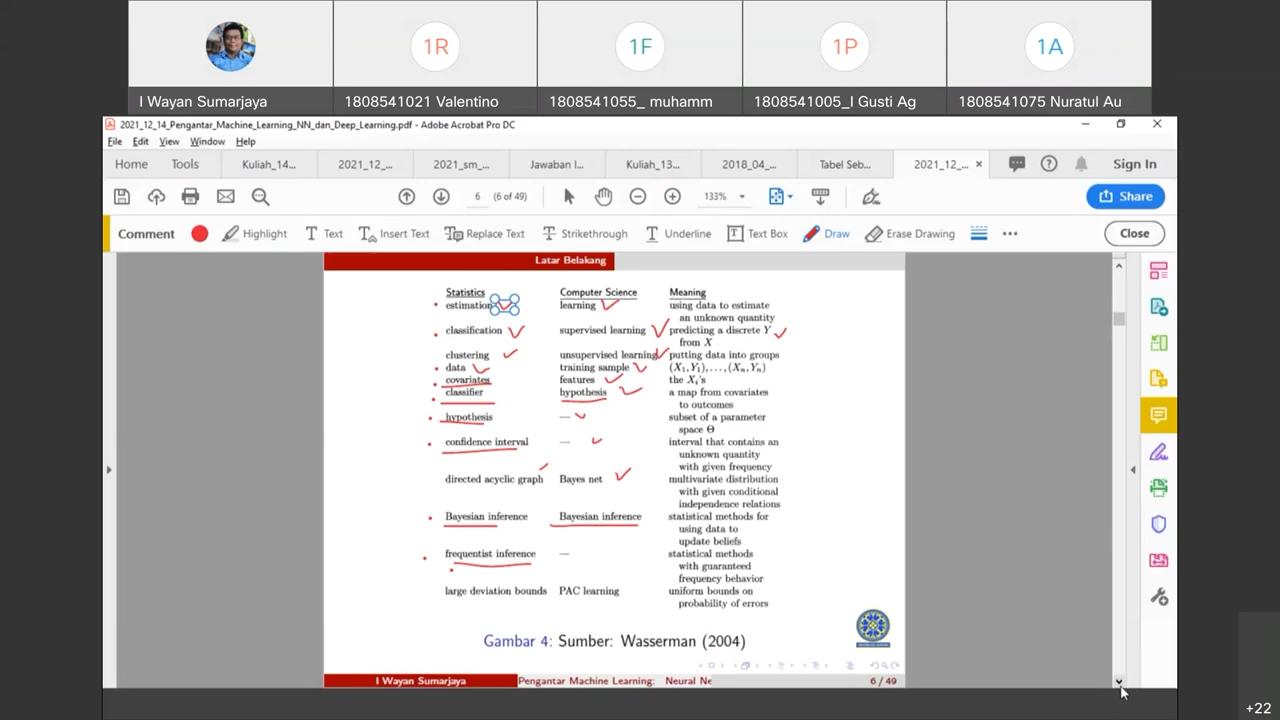 1R
1F
1P
1A
I Wayan Sumarjaya
1808541021 Valentino
1808541055_ muhamm
1808541005_I Gusti Ag
1808541075 Nuratul Au
2021_12_14_Pengantar_Machine_Learning_NN_dan_Deep_Learning.pdf - Adobe Acrobat Pro DC
File Edit View Window Help
Home Tools Kuliah_14... 2021_12_... 2021_sm_... Jawaban I... Kuliah_13... 2018_04_... Tabel Seb... 2021_12_... × Sign In
6 (6 of 49) 133% Share
Comment Highlight Text Insert Text Replace Text Strikethrough Underline Text Box Draw Erase Drawing Close
Latar Belakang
Statistics Computer Science Meaning
estimation learning using data to estimate
an unknown quantity
classification supervised learning predicting a discrete Y
from X
clustering unsupervised learning putting data into groups
data training sample (X₁, Y₁), . . . , (Xₙ, Yₙ)
covariates features the Xᵢ's
classifier hypothesis a map from covariates
to outcomes
hypothesis — subset of a parameter
space Θ
confidence interval — interval that contains an
unknown quantity
with given frequency
directed acyclic graph Bayes net multivariate distribution
with given conditional
independence relations
Bayesian inference Bayesian inference statistical methods for
using data to
update beliefs
frequentist inference — statistical methods
with guaranteed
frequency behavior
large deviation bounds PAC learning uniform bounds on
probability of errors
Gambar 4: Sumber: Wasserman (2004)
I Wayan Sumarjaya Pengantar Machine Learning: Neural Ne 6 / 49
+22